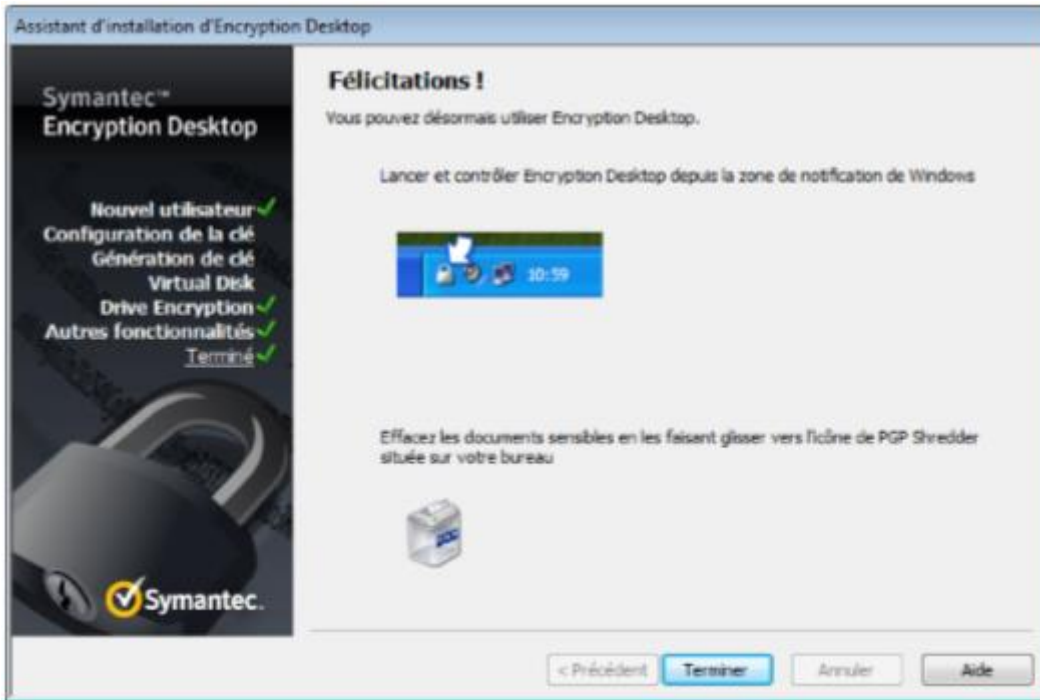 Assistant d'installation d'Encryption Desktop
Symantec™
Encryption Desktop
Nouvel utilisateur
Configuration de la clé
Génération de clé
Virtual Disk
Drive Encryption
Autres fonctionnalités
Terminé
Symantec.
Félicitations !
Vous pouvez désormais utiliser Encryption Desktop.
Lancer et contrôler Encryption Desktop depuis la zone de notification de Windows
10:59
Effacez les documents sensibles en les faisant glisser vers l'icône de PGP Shredder
située sur votre bureau
< Précédent
Terminer
Annuler
Aide